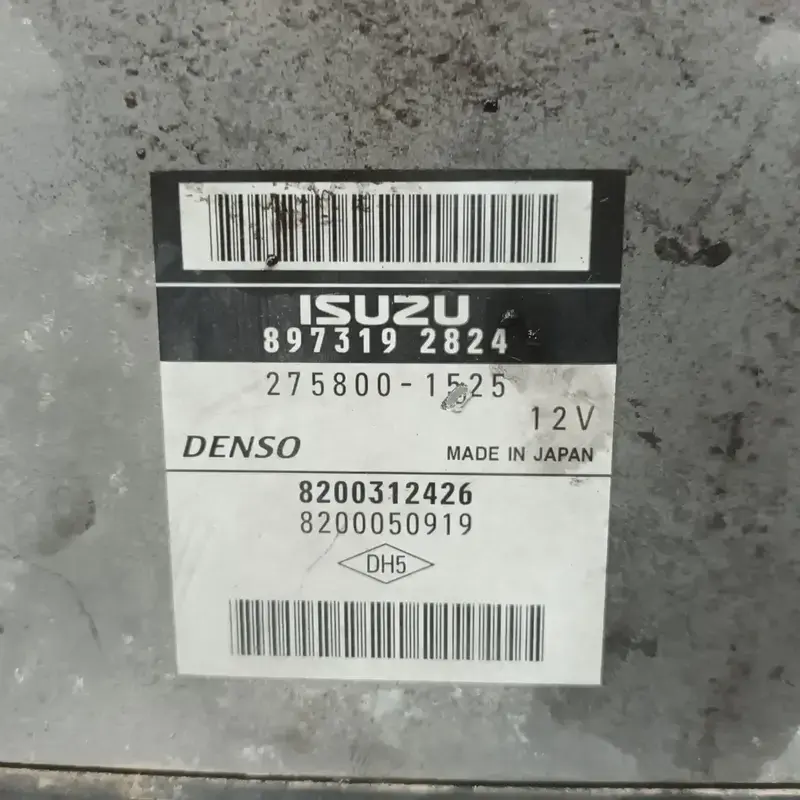 ISUZU
897319 2824
275800-1525
12V
DENSO
MADE IN JAPAN
8200312426
8200050919
DH5